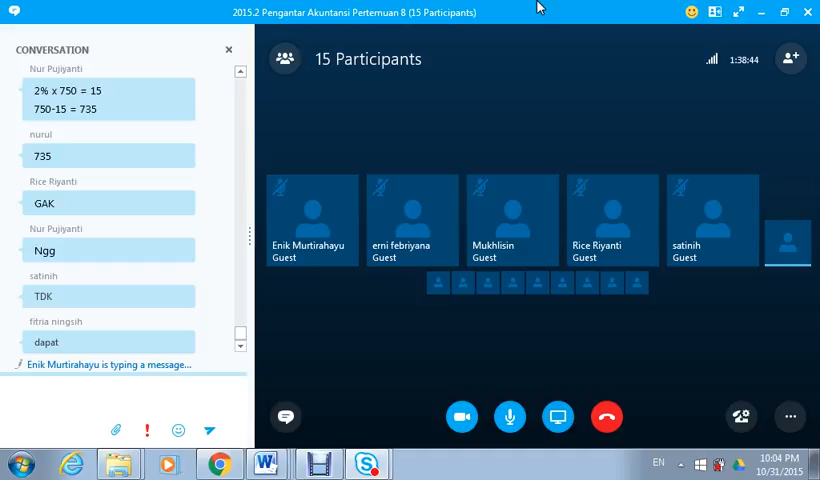 2015.2 Pengantar Akuntansi Pertemuan 8 (15 Participants)
CONVERSATION
Nur Pujiyanti
2% x 750 = 15
750-15 = 735
nurul
735
Rice Riyanti
GAK
Nur Pujiyanti
Ngg
satinih
TDK
fitria ningsih
dapat
Enik Murtirahayu is typing a message...
15 Participants
1:38:44
Enik Murtirahayu
Guest
erni febriyana
Guest
Mukhlisin
Guest
Rice Riyanti
Guest
satinih
Guest
EN
10:04 PM
10/31/2015